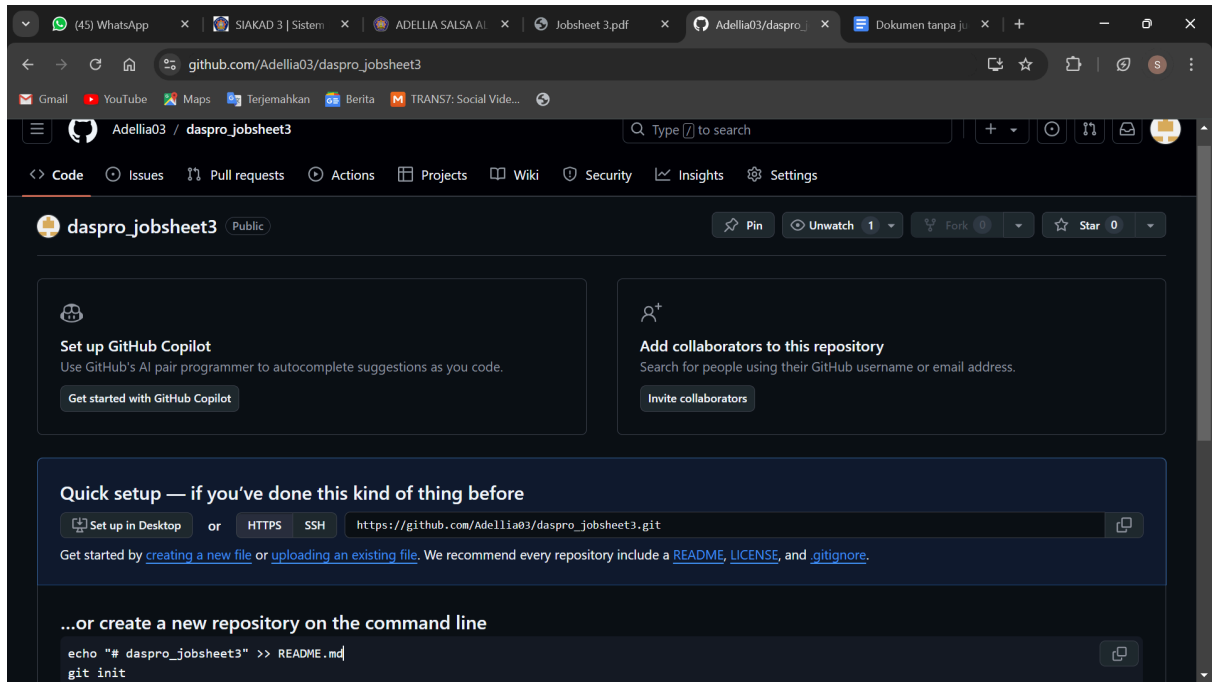 (45) WhatsApp
SIAKAD 3 | Sistem
ADELLIA SALSA AL
Jobsheet 3.pdf
Adellia03/daspro_j
Dokumen tanpa ju
github.com/Adellia03/daspro_jobsheet3
S
Gmail
YouTube
Maps
Terjemahkan
Berita
TRANS7: Social Vide...
Adellia03 / daspro_jobsheet3
Type / to search
Code
Issues
Pull requests
Actions
Projects
Wiki
Security
Insights
Settings
daspro_jobsheet3 Public
Pin
Unwatch 1
Fork 0
Star 0
Set up GitHub Copilot
Use GitHub's AI pair programmer to autocomplete suggestions as you code.
Get started with GitHub Copilot
Add collaborators to this repository
Search for people using their GitHub username or email address.
Invite collaborators
Quick setup — if you've done this kind of thing before
Set up in Desktop or HTTPS SSH https://github.com/Adellia03/daspro_jobsheet3.git
Get started by creating a new file or uploading an existing file. We recommend every repository include a README, LICENSE, and .gitignore.
...or create a new repository on the command line
echo "# daspro_jobsheet3" >> README.md
git init